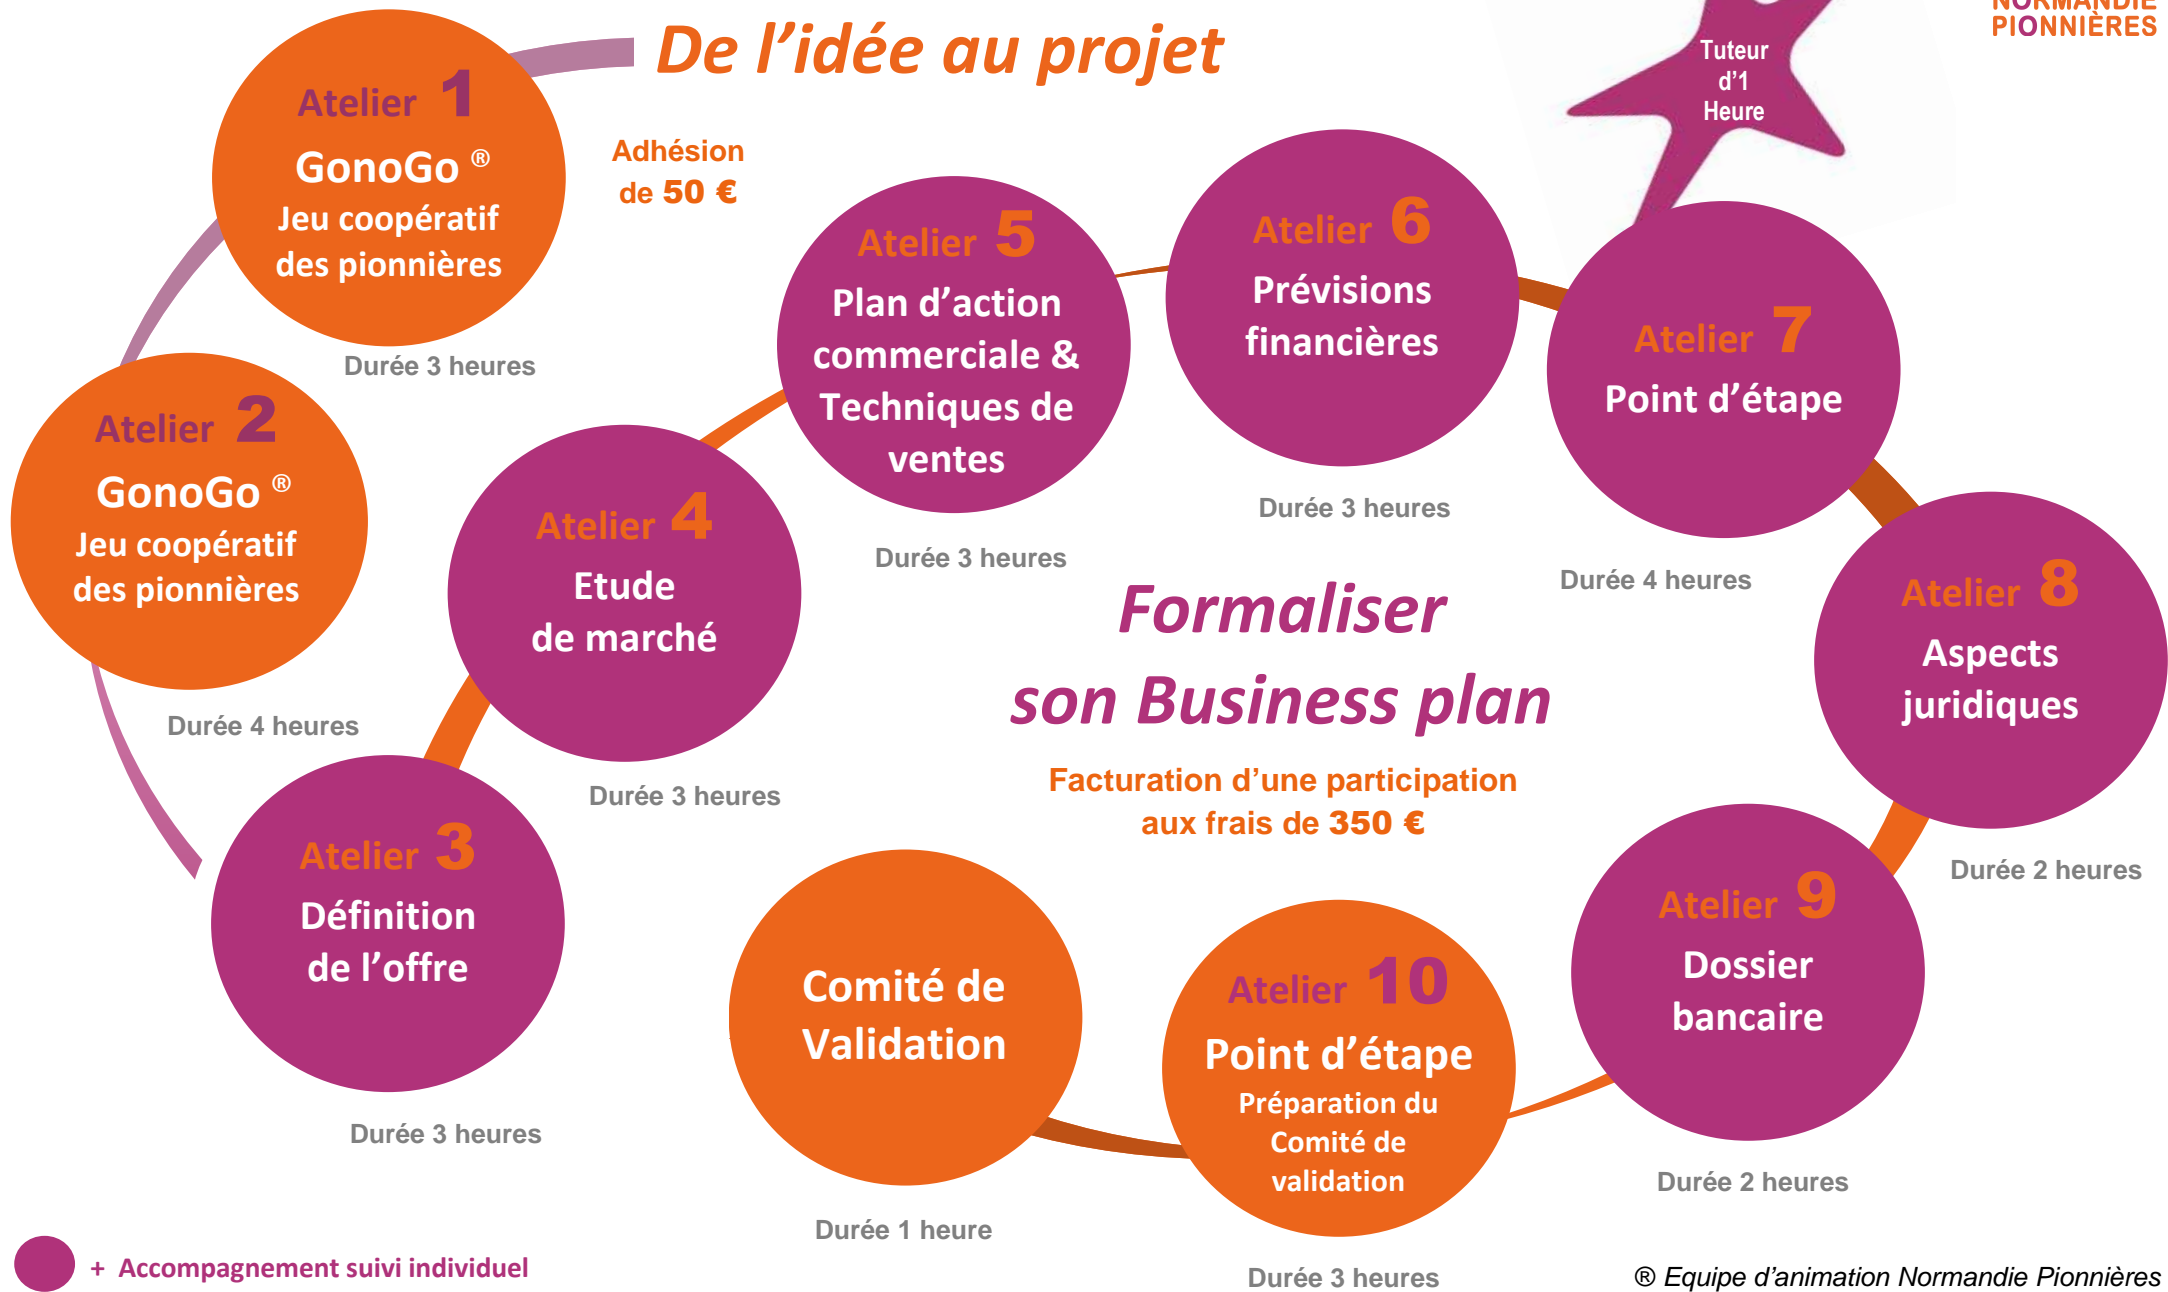 De l’idée au projet
NORMANDIE
PIONNIÈRES
Tuteur
d’1
Heure
Atelier 1
GonoGo ®
Jeu coopératif
des pionnières
Durée 3 heures
Adhésion
de 50 €
Atelier 2
GonoGo ®
Jeu coopératif
des pionnières
Durée 4 heures
Atelier 3
Définition
de l’offre
Durée 3 heures
Atelier 4
Etude
de marché
Durée 3 heures
Atelier 5
Plan d’action
commerciale &
Techniques de
ventes
Durée 3 heures
Atelier 6
Prévisions
financières
Durée 3 heures
Atelier 7
Point d’étape
Durée 4 heures
Atelier 8
Aspects
juridiques
Durée 2 heures
Formaliser
son Business plan
Facturation d’une participation
aux frais de 350 €
Atelier 9
Dossier
bancaire
Durée 2 heures
Atelier 10
Point d’étape
Préparation du
Comité de
validation
Durée 3 heures
Comité de
Validation
Durée 1 heure
+ Accompagnement suivi individuel
® Equipe d’animation Normandie Pionnières